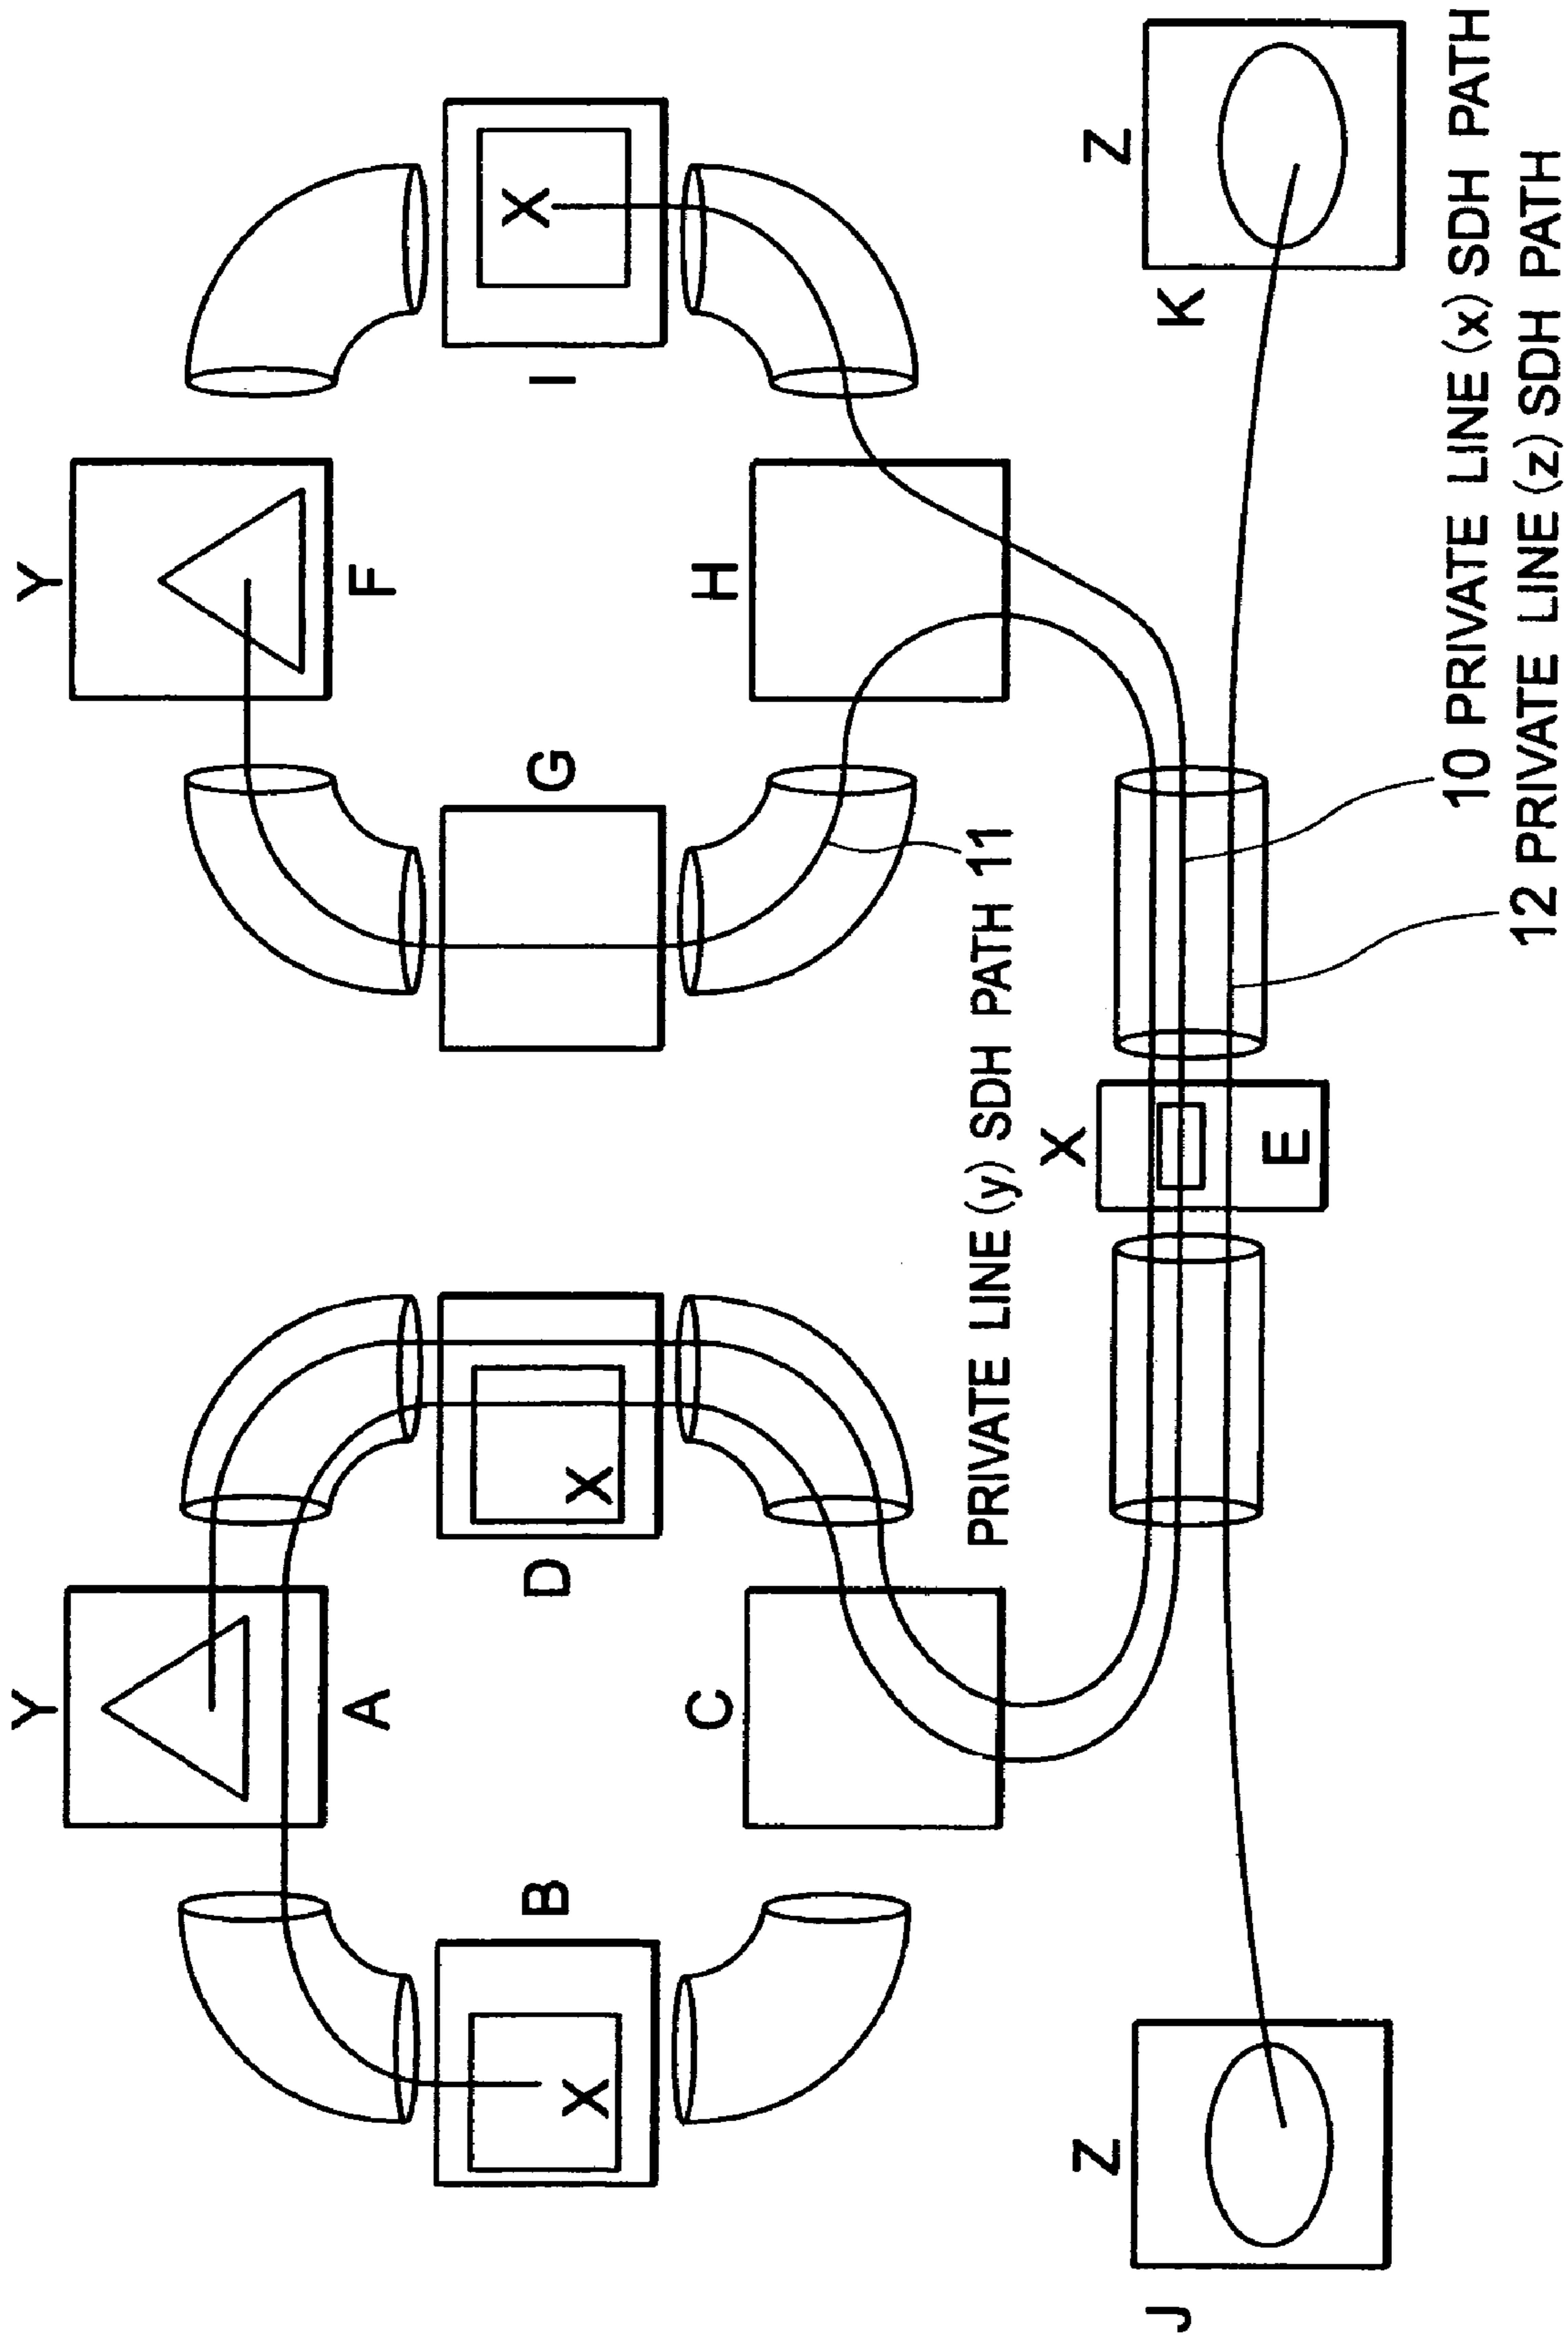 Y
Y
A
F
X
B
D
X
G
I
X
C
H
PRIVATE LINE (y) SDH PATH 11
X
Z
Z
J
K
E
10 PRIVATE LINE (x) SDH PATH
12 PRIVATE LINE (z) SDH PATH